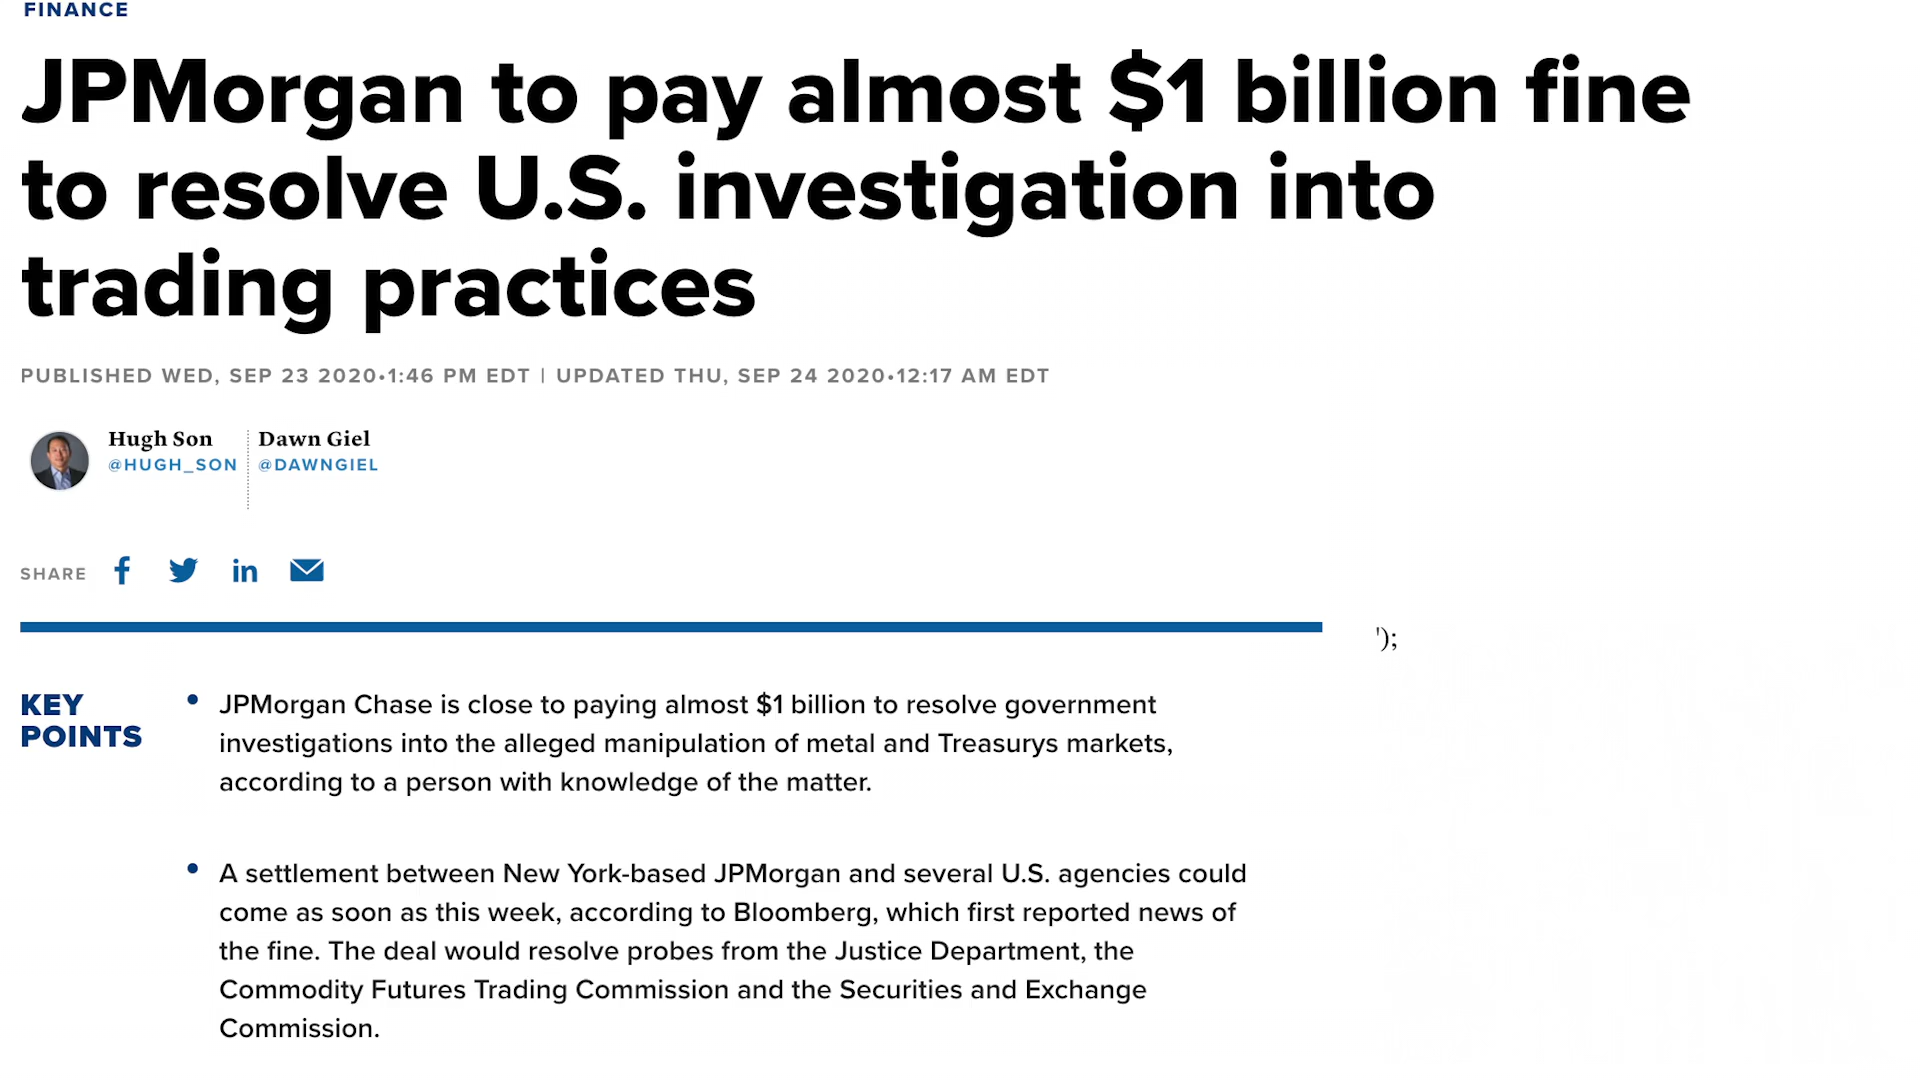 FINANCE
JPMorgan to pay almost $1 billion fine
to resolve U.S. investigation into
trading practices
PUBLISHED WED, SEP 23 2020•1:46 PM EDT | UPDATED THU, SEP 24 2020•12:17 AM EDT
Hugh Son
@HUGH_SON
Dawn Giel
@DAWNGIEL
SHARE
');
KEY
POINTS
• JPMorgan Chase is close to paying almost $1 billion to resolve government
investigations into the alleged manipulation of metal and Treasurys markets,
according to a person with knowledge of the matter.
• A settlement between New York-based JPMorgan and several U.S. agencies could
come as soon as this week, according to Bloomberg, which first reported news of
the fine. The deal would resolve probes from the Justice Department, the
Commodity Futures Trading Commission and the Securities and Exchange
Commission.